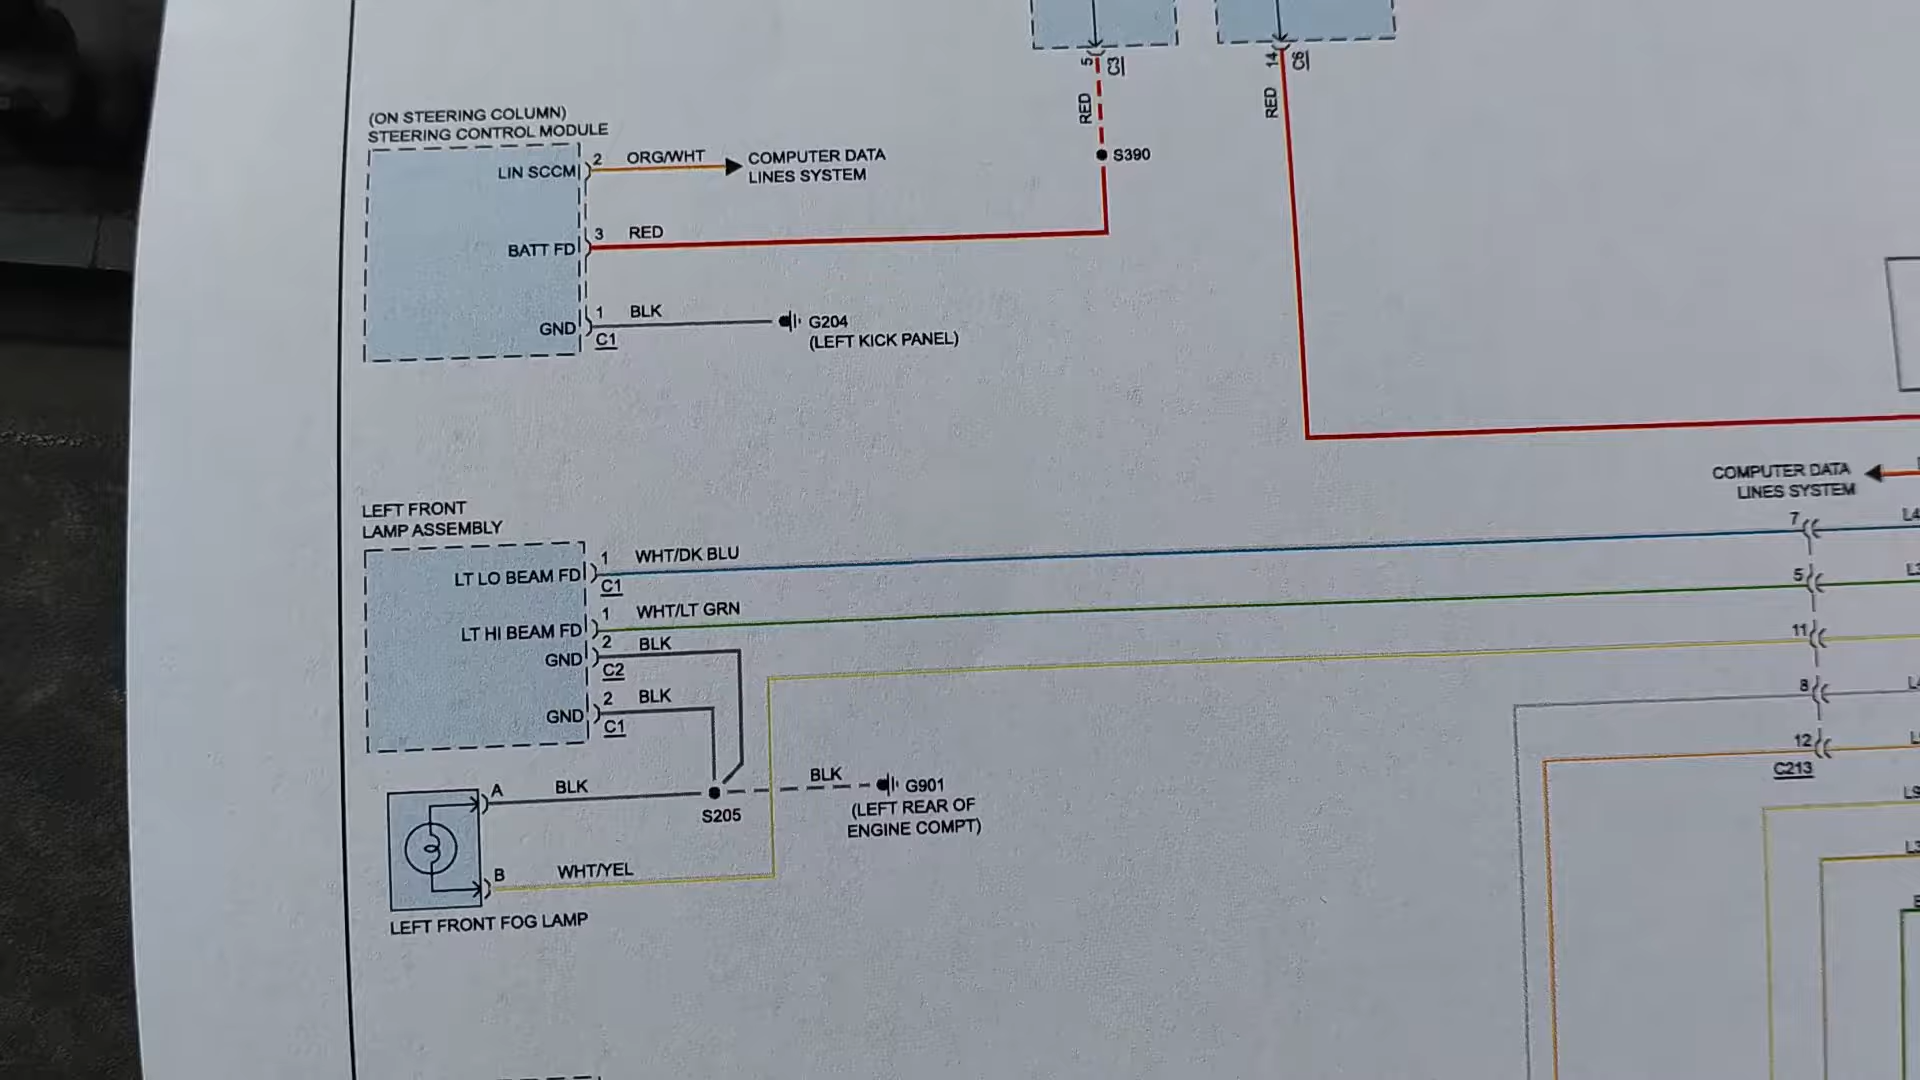 5
C3
RED
14
C6
RED
S390
(ON STEERING COLUMN)
STEERING CONTROL MODULE
LIN SCCM
2
ORG/WHT
COMPUTER DATA
LINES SYSTEM
BATT FD
3
RED
GND
1
BLK
C1
G204
(LEFT KICK PANEL)
COMPUTER DATA
LINES SYSTEM
LEFT FRONT
LAMP ASSEMBLY
LT LO BEAM FD
1
WHT/DK BLU
C1
7
L4
LT HI BEAM FD
1
WHT/LT GRN
5
GND
2
BLK
C2
11
GND
2
BLK
C1
8
12
C213
A
BLK
S205
BLK
G901
(LEFT REAR OF
ENGINE COMPT)
B
WHT/YEL
LEFT FRONT FOG LAMP